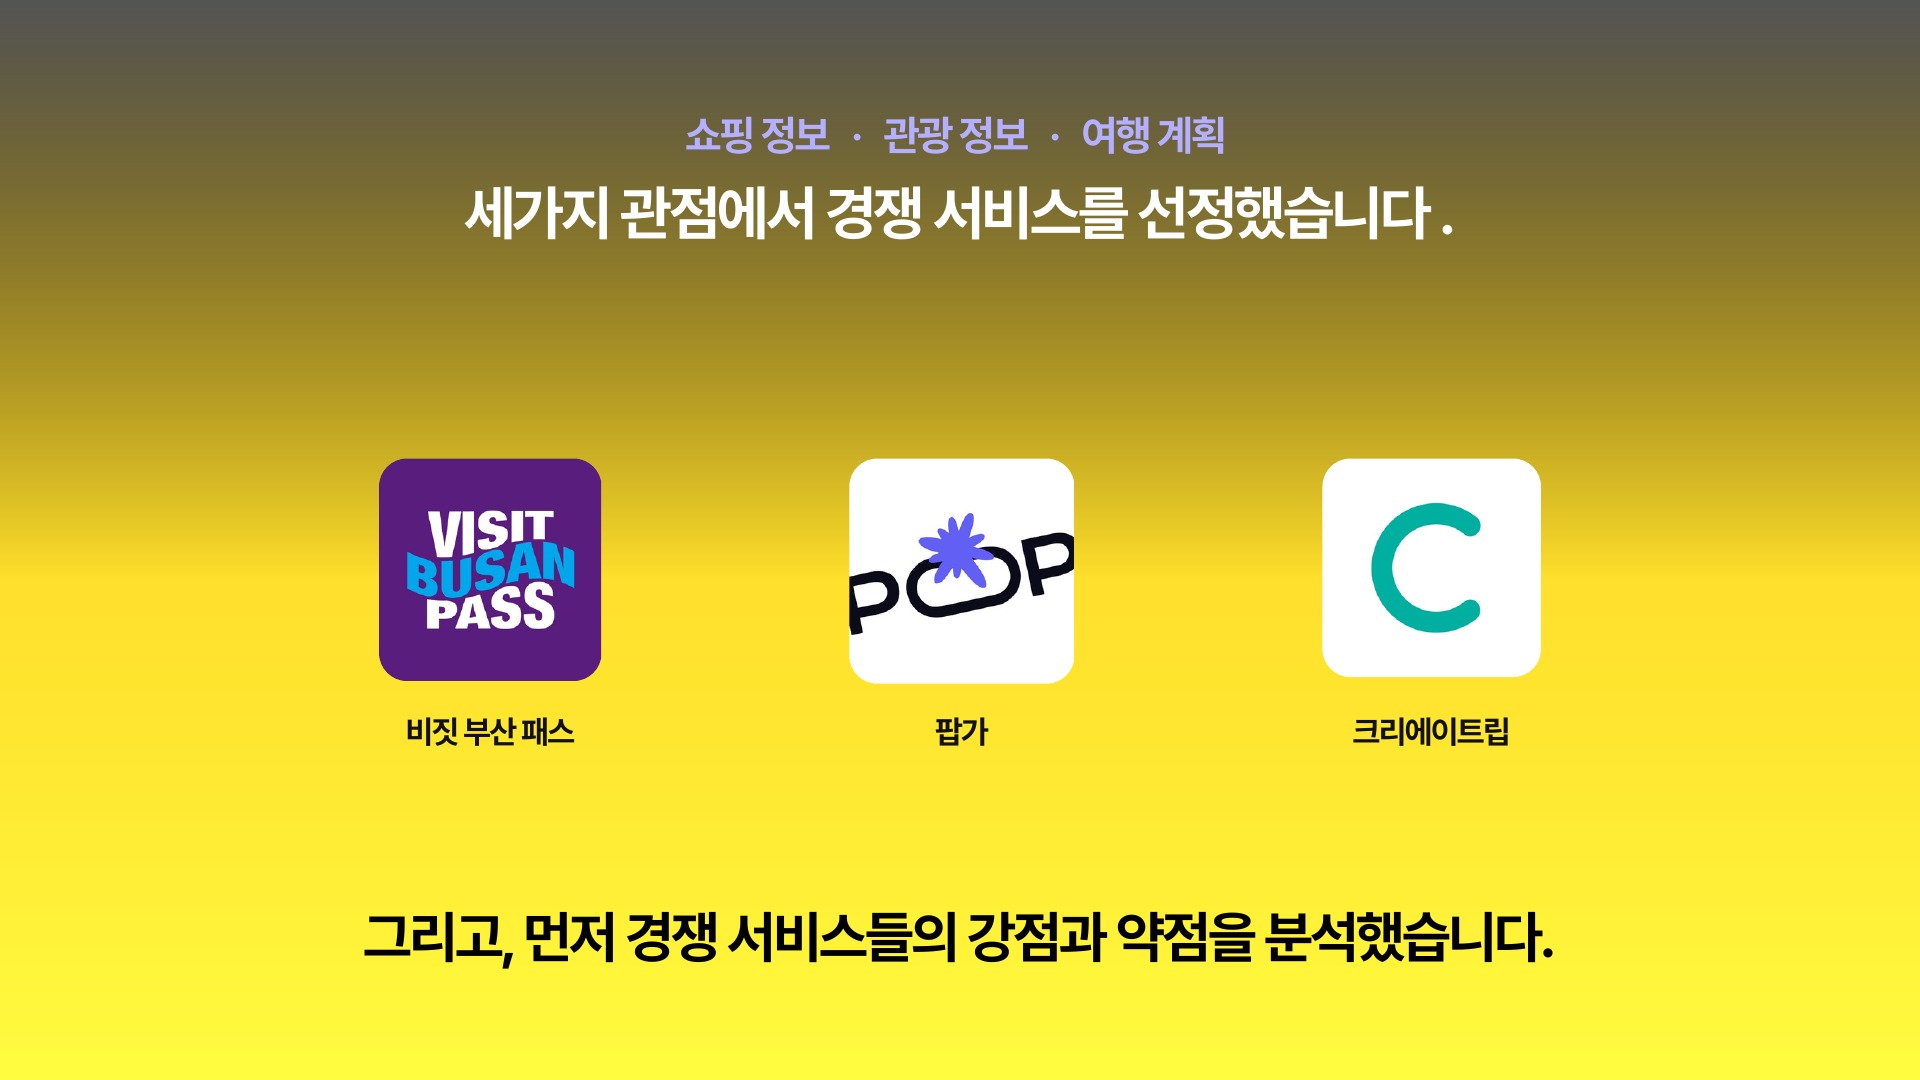 쇼핑 정보 · 관광 정보 · 여행 계획
세가지 관점에서 경쟁 서비스를 선정했습니다 .
VISIT
BUSAN
PASS
POP
비짓 부산 패스
팝가
크리에이트립
그리고, 먼저 경쟁 서비스들의 강점과 약점을 분석했습니다.